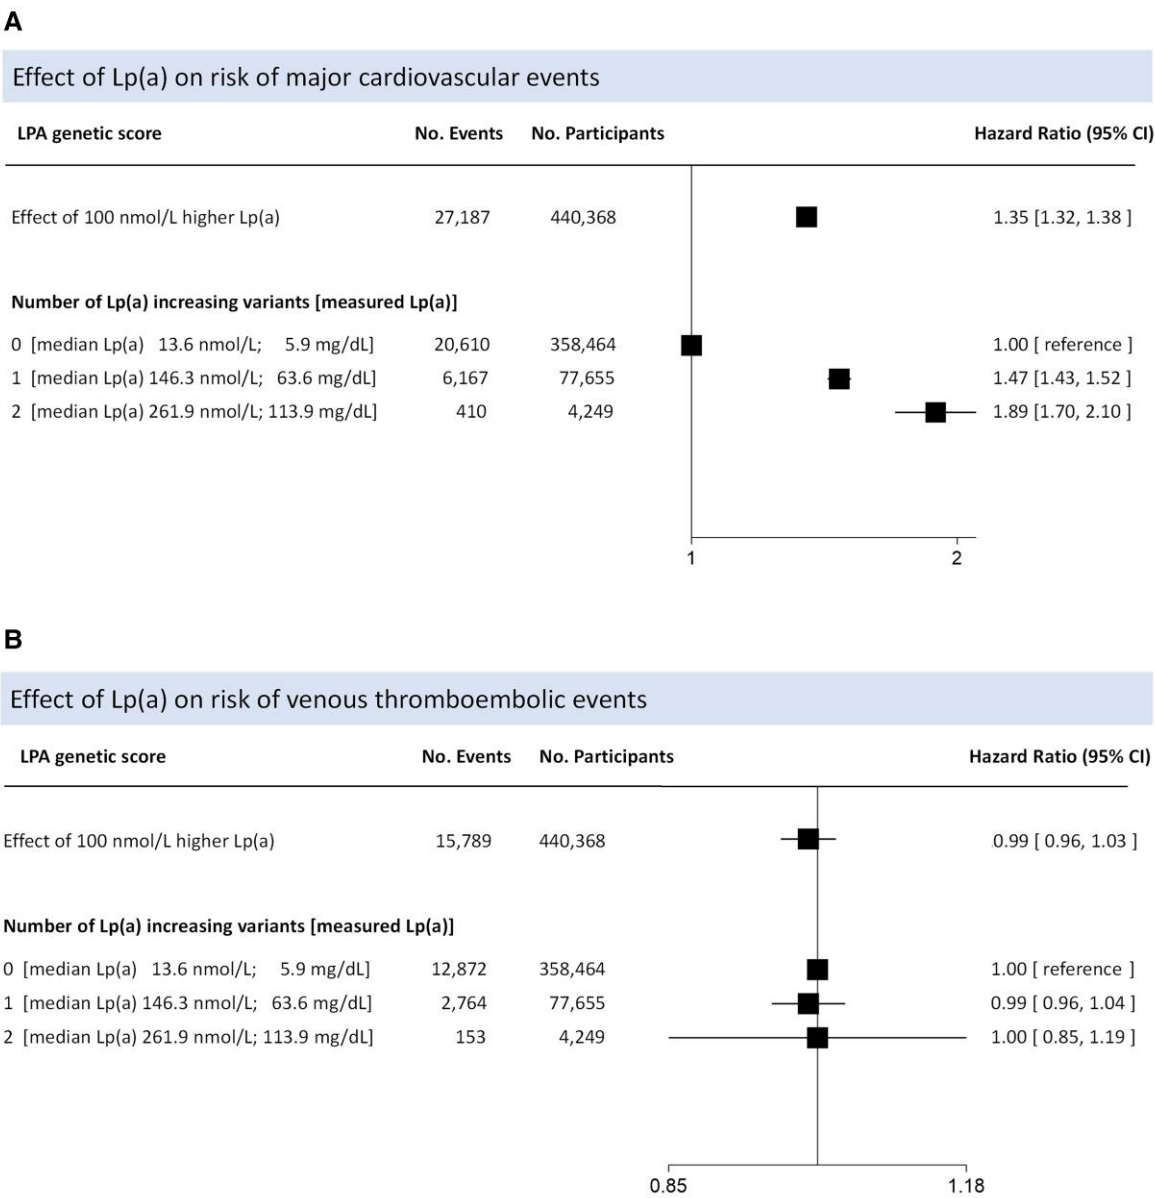 A
Effect of Lp(a) on risk of major cardiovascular events
LPA genetic score No. Events No. Participants Hazard Ratio (95% CI)
Effect of 100 nmol/L higher Lp(a) 27,187 440,368 1.35 [1.32, 1.38 ]
Number of Lp(a) increasing variants [measured Lp(a)]
0 [median Lp(a) 13.6 nmol/L; 5.9 mg/dL] 20,610 358,464 1.00 [ reference ]
1 [median Lp(a) 146.3 nmol/L; 63.6 mg/dL] 6,167 77,655 1.47 [1.43, 1.52 ]
2 [median Lp(a) 261.9 nmol/L; 113.9 mg/dL] 410 4,249 1.89 [1.70, 2.10 ]
1 2
B
Effect of Lp(a) on risk of venous thromboembolic events
LPA genetic score No. Events No. Participants Hazard Ratio (95% CI)
Effect of 100 nmol/L higher Lp(a) 15,789 440,368 0.99 [ 0.96, 1.03 ]
Number of Lp(a) increasing variants [measured Lp(a)]
0 [median Lp(a) 13.6 nmol/L; 5.9 mg/dL] 12,872 358,464 1.00 [ reference ]
1 [median Lp(a) 146.3 nmol/L; 63.6 mg/dL] 2,764 77,655 0.99 [ 0.96, 1.04 ]
2 [median Lp(a) 261.9 nmol/L; 113.9 mg/dL] 153 4,249 1.00 [ 0.85, 1.19 ]
0.85 1.18